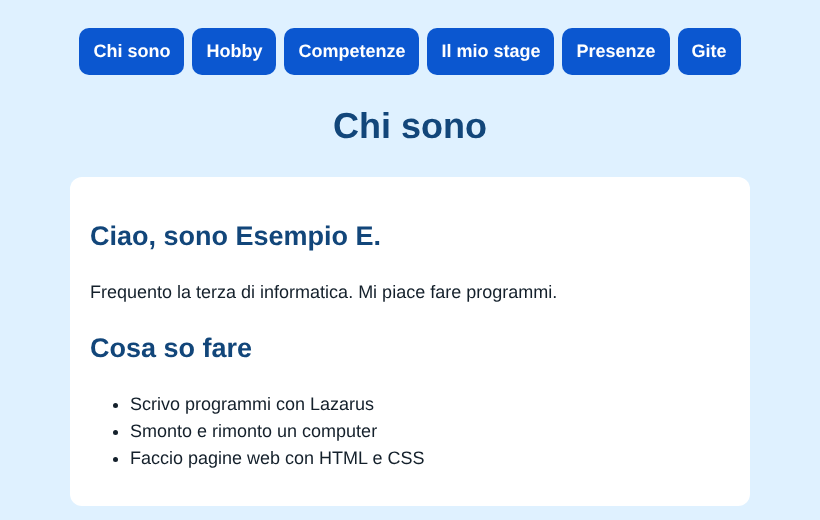 Chi sono Hobby Competenze Il mio stage Presenze Gite
Chi sono
Ciao, sono Esempio E.
Frequento la terza di informatica. Mi piace fare programmi.
Cosa so fare
• Scrivo programmi con Lazarus
• Smonto e rimonto un computer
• Faccio pagine web con HTML e CSS